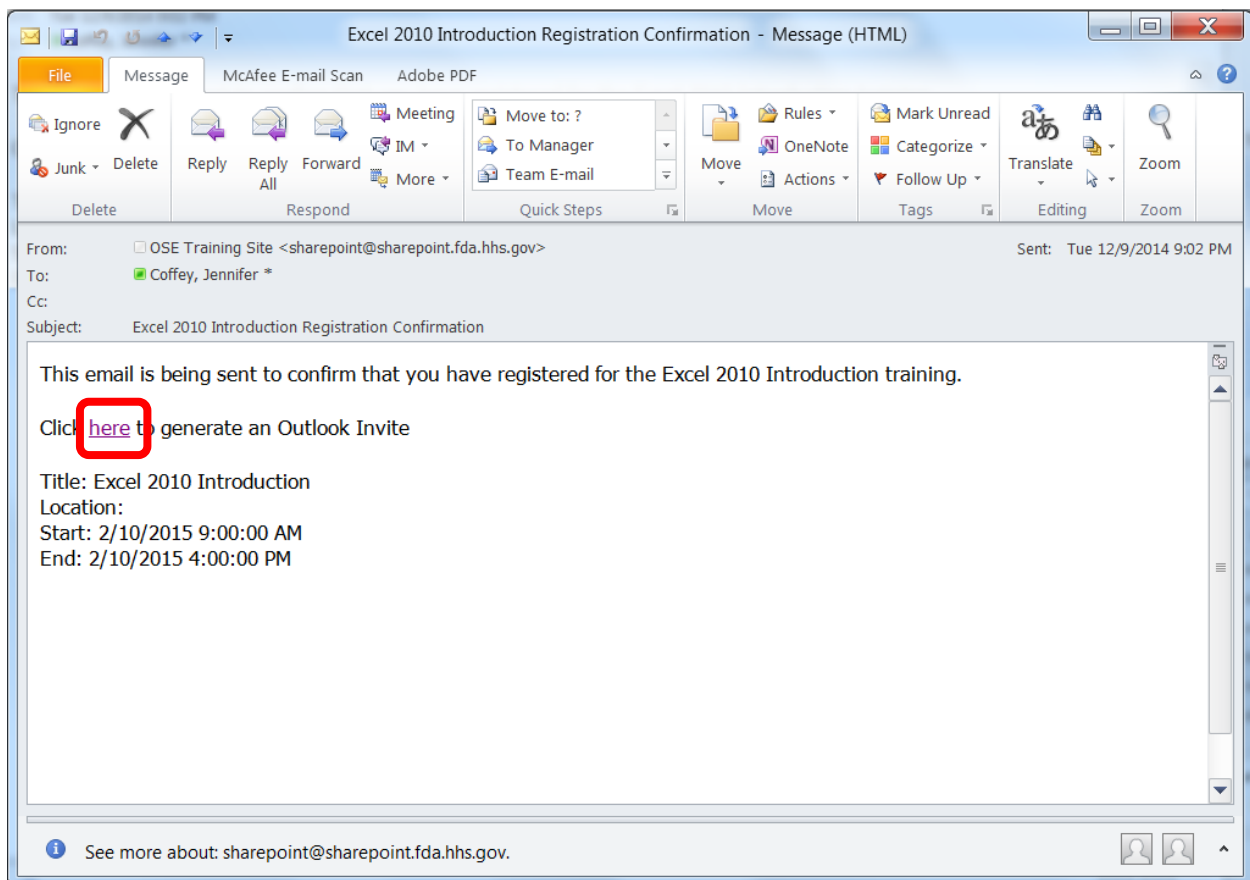 Excel 2010 Introduction Registration Confirmation - Message (HTML)
File Message McAfee E-mail Scan Adobe PDF
Ignore
Junk
Delete
Delete
Reply
Reply All
Forward
Meeting
IM
More
Respond
Move to: ?
To Manager
Team E-mail
Quick Steps
Move
Rules
OneNote
Actions
Move
Mark Unread
Categorize
Follow Up
Tags
Translate
Editing
Zoom
Zoom
From: OSE Training Site <sharepoint@sharepoint.fda.hhs.gov> Sent: Tue 12/9/2014 9:02 PM
To: Coffey, Jennifer *
Cc:
Subject: Excel 2010 Introduction Registration Confirmation
This email is being sent to confirm that you have registered for the Excel 2010 Introduction training.
Click here to generate an Outlook Invite
Title: Excel 2010 Introduction
Location:
Start: 2/10/2015 9:00:00 AM
End: 2/10/2015 4:00:00 PM
See more about: sharepoint@sharepoint.fda.hhs.gov.